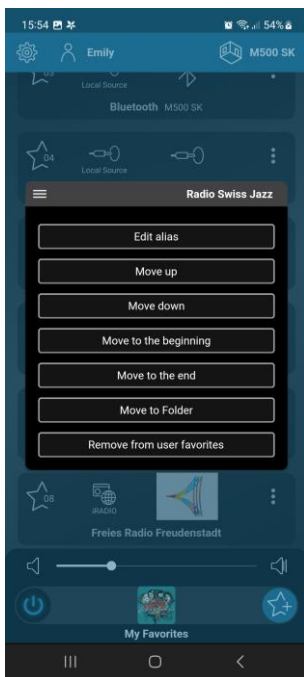 15:54 54%
Emily M500 SK
03
Local Source
Bluetooth M500 SK
04
Local Source
Radio Swiss Jazz
Edit alias
Move up
Move down
Move to the beginning
Move to the end
Move to Folder
Remove from user favorites
08
iRADIO
Freies Radio Freudenstadt
My Favorites